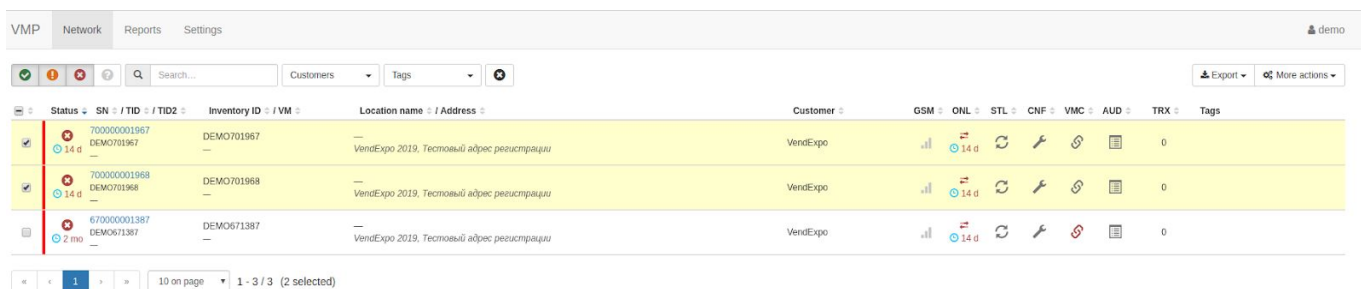 VMP Network Reports Settings demo
Search... Customers Tags Export More actions
Status SN / TID / TID2 Inventory ID / VM Location name / Address Customer GSM ONL STL CNF VMC AUD TRX Tags
700000001967
DEMO701967 DEMO701967 — VendExpo 0
14 d — — VendExpo 2019, Тестовый адрес регистрации 14 d
700000001968
DEMO701968 DEMO701968 — VendExpo 0
14 d — — VendExpo 2019, Тестовый адрес регистрации 14 d
670000001387
DEMO671387 DEMO671387 — VendExpo 0
2 mo — — VendExpo 2019, Тестовый адрес регистрации 14 d
« ‹ 1 › » 10 on page 1 - 3 / 3 (2 selected)